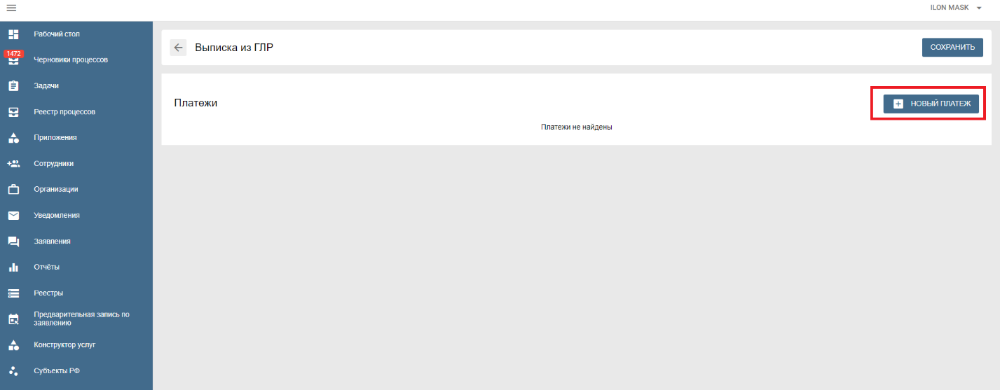 ILON MASK
Рабочий стол
1472
Черновики процессов
Задачи
Реестр процессов
Приложения
Сотрудники
Организации
Уведомления
Заявления
Отчёты
Реестры
Предварительная запись по
заявлению
Конструктор услуг
Субъекты РФ
Выписка из ГЛР
СОХРАНИТЬ
Платежи
НОВЫЙ ПЛАТЕЖ
Платежи не найдены